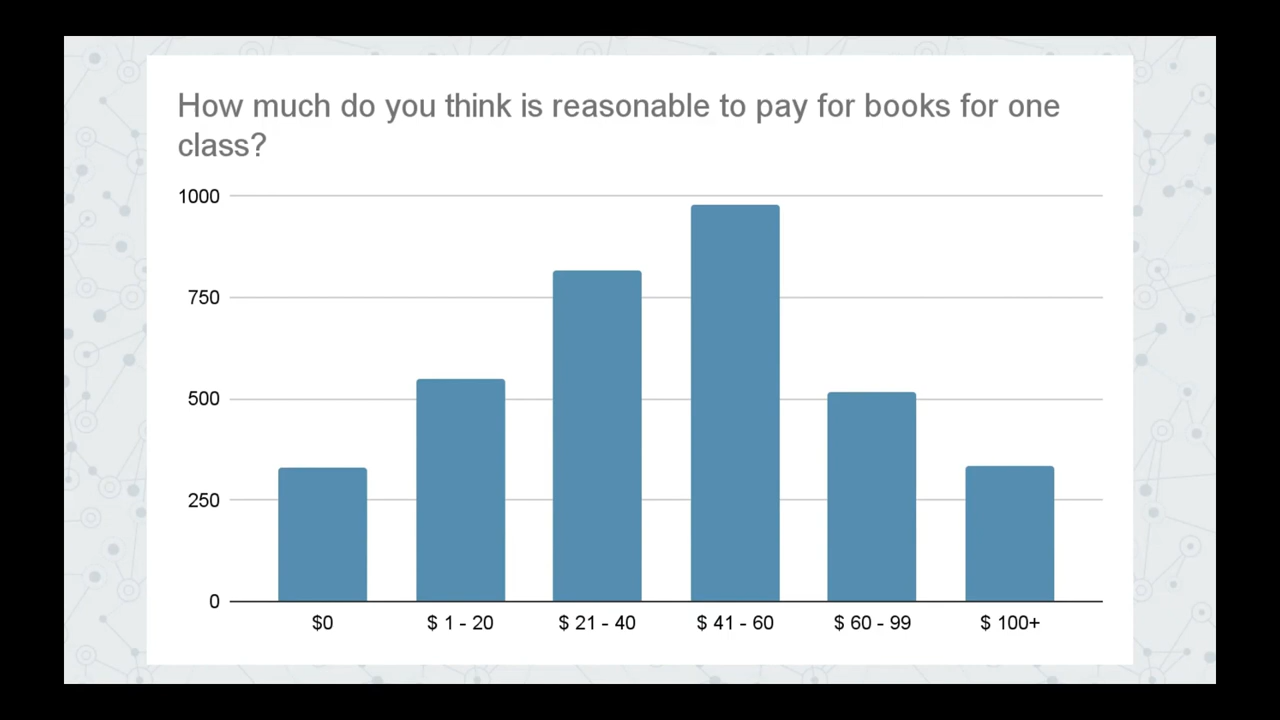 How much do you think is reasonable to pay for books for one
class?
1000
750
500
250
0
$0 $ 1 - 20 $ 21 - 40 $ 41 - 60 $ 60 - 99 $ 100+